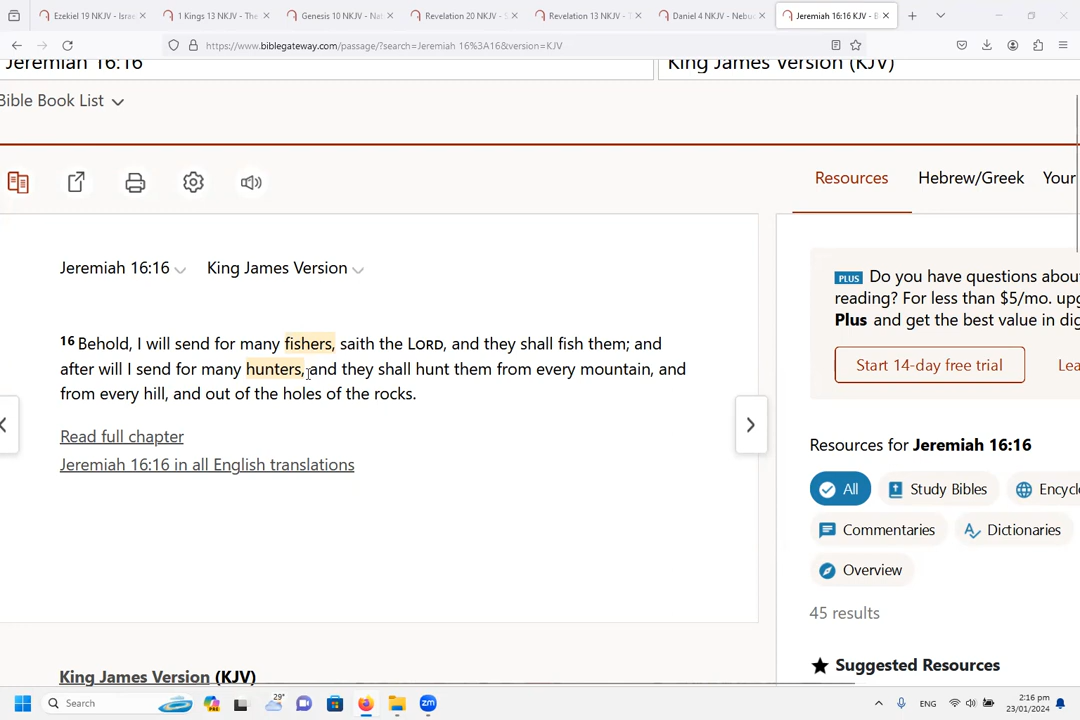 Ezekiel 19 NKJV - Israe
1 Kings 13 NKJV - The
Genesis 10 NKJV - Nat
Revelation 20 NKJV - S
Revelation 13 NKJV - T
Daniel 4 NKJV - Nebuc
Jeremiah 16:16 KJV - B
https://www.biblegateway.com/passage/?search=Jeremiah 16%3A16&version=KJV
Jeremiah 16:16
King James Version (KJV)
Bible Book List
Resources
Hebrew/Greek
Your
Jeremiah 16:16
King James Version
16 Behold, I will send for many fishers, saith the LORD, and they shall fish them; and
after will I send for many hunters, and they shall hunt them from every mountain, and
from every hill, and out of the holes of the rocks.
Read full chapter
Jeremiah 16:16 in all English translations
PLUS Do you have questions about
reading? For less than $5/mo. upg
Plus and get the best value in dig
Start 14-day free trial
Lea
Resources for Jeremiah 16:16
All
Study Bibles
Encycl
Commentaries
Dictionaries
Overview
45 results
★ Suggested Resources
King James Version (KJV)
Search
29°
PRE
ENG
2:16 pm
23/01/2024
zm